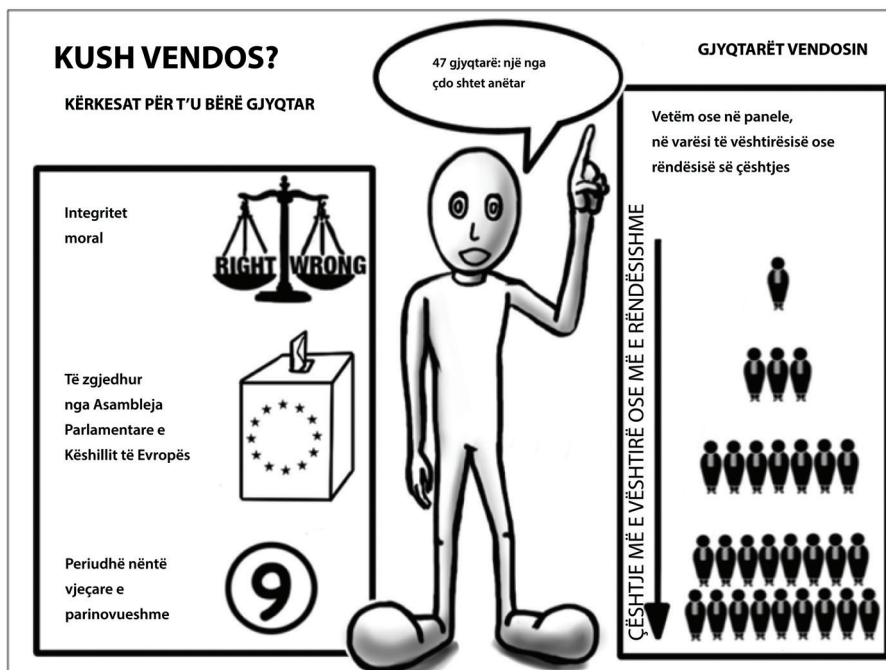 KUSH VENDOS?
KËRKESAT PËR T'U BËRË GJYQTAR
Integritet
moral
RIGHT WRONG
Të zgjedhur
nga Asambleja
Parlamentare e
Këshillit të Evropës
Periudhë nëntë
vjeçare e
parinovueshme
9
47 gjyqtarë: një nga
çdo shtet anëtar
GJYQTARËT VENDOSIN
Vetëm ose në panele,
në varësi të vështirësisë ose
rëndësisë së çështjes
ÇËSHTJE MË E VËSHTIRË OSE MË E RËNDËSISHME